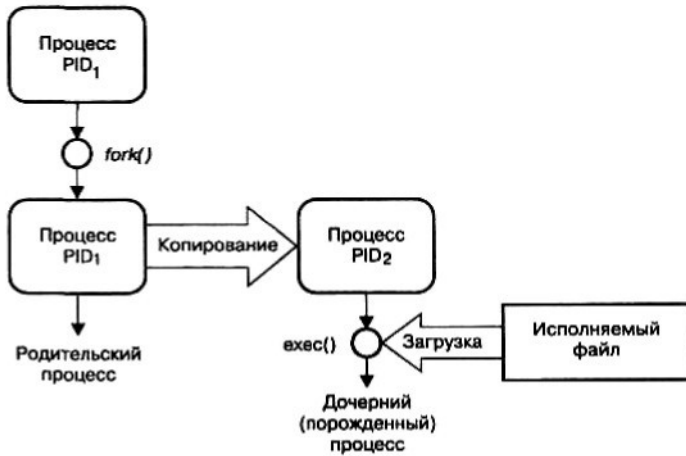 Процесс
PID1
fork()
Процесс
PID1
Копирование
Процесс
PID2
Родительский
процесс
exec()
Загрузка
Исполняемый
файл
Дочерний
(порожденный)
процесс